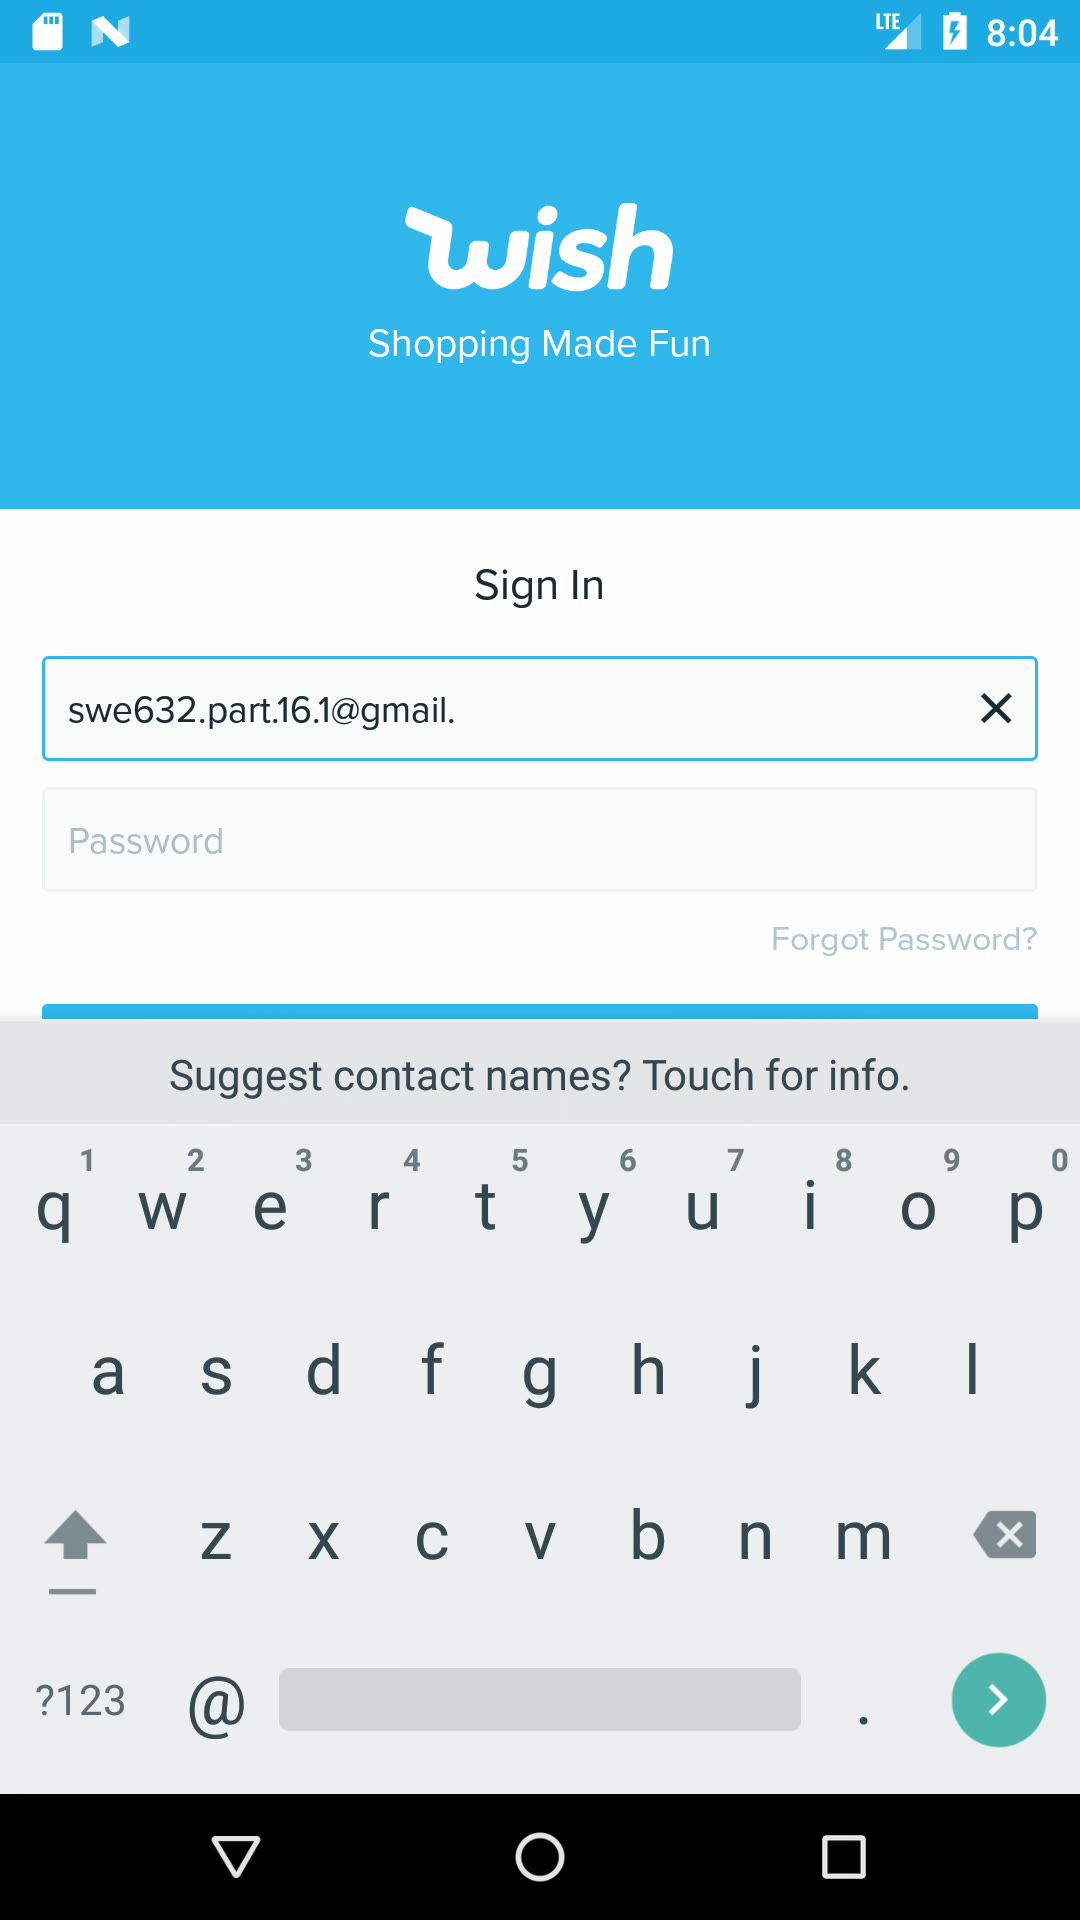 LTE 8:04
wish
Shopping Made Fun
Sign In
swe632.part.16.1@gmail.
Password
Forgot Password?
Suggest contact names? Touch for info.
1 2 3 4 5 6 7 8 9 0
q w e r t y u i o p
a s d f g h j k l
z x c v b n m
?123 @ .